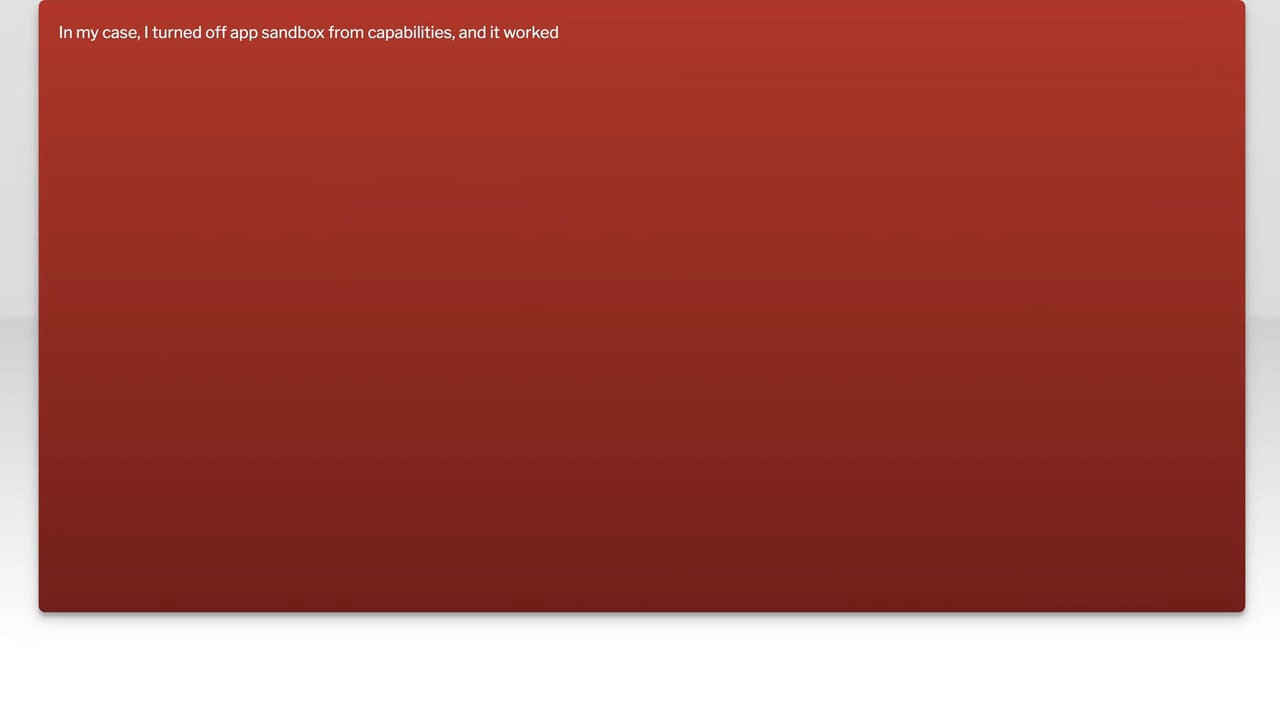 In my case, I turned off app sandbox from capabilities, and it worked